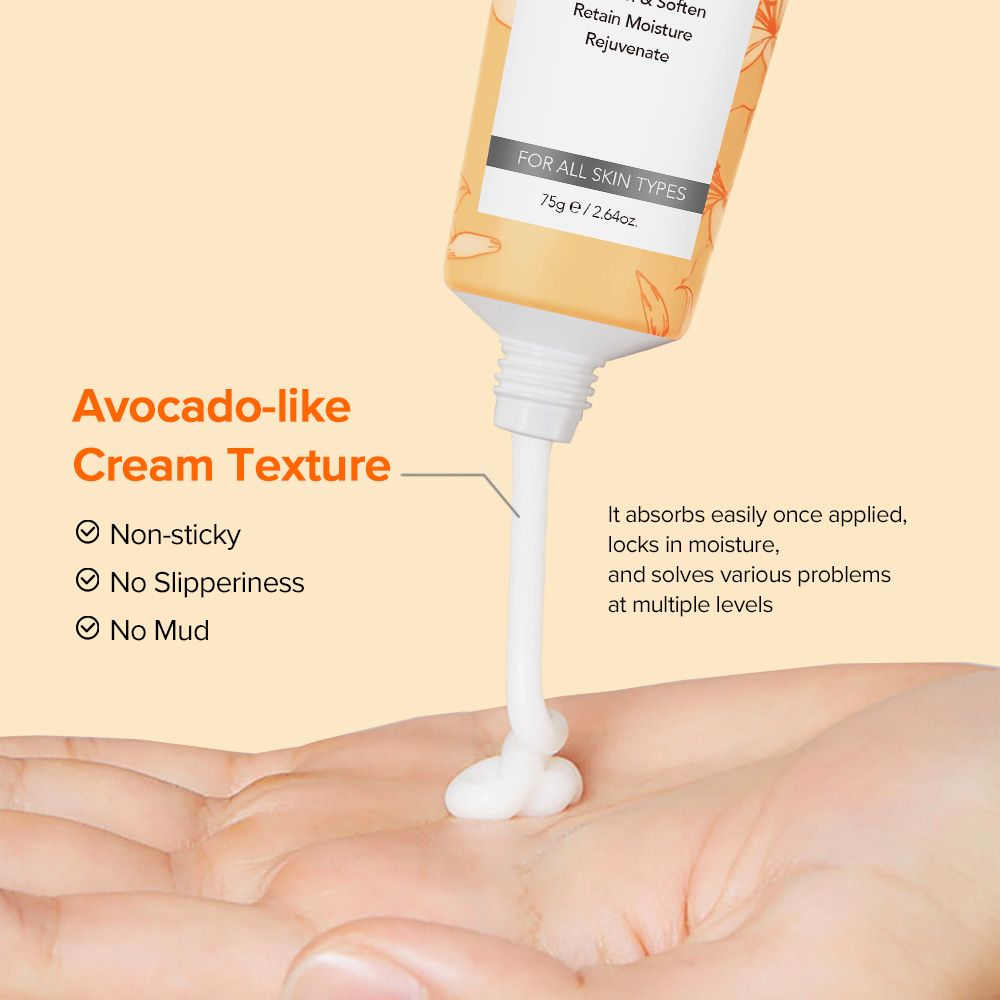 & Soften
Retain Moisture
Rejuvenate
FOR ALL SKIN TYPES
75g ℮ / 2.64oz.
Avocado-like
Cream Texture
Non-sticky
No Slipperiness
No Mud
It absorbs easily once applied,
locks in moisture,
and solves various problems
at multiple levels